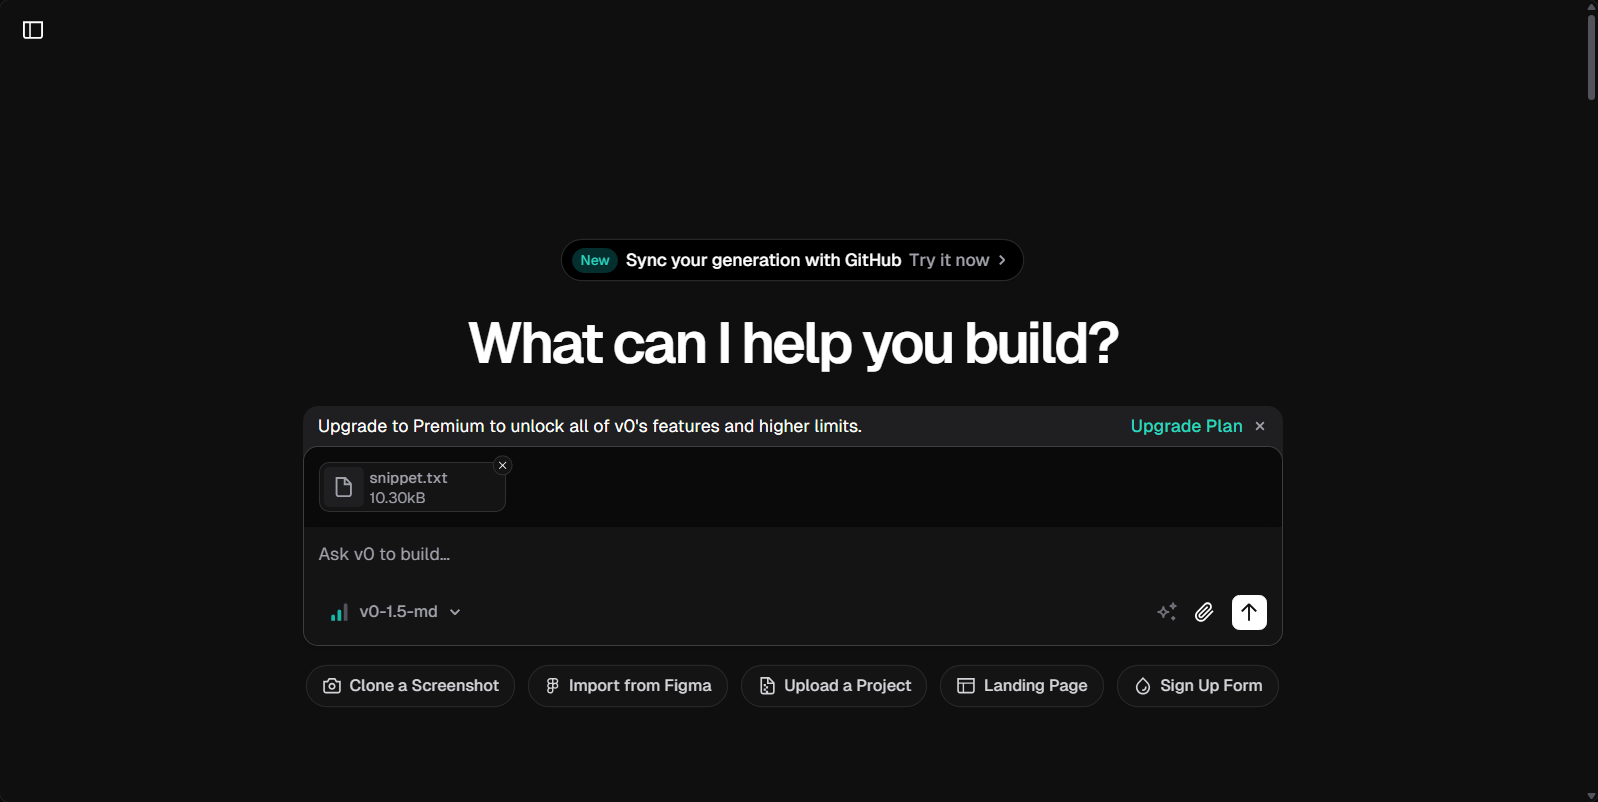 New Sync your generation with GitHub Try it now
What can I help you build?
Upgrade to Premium to unlock all of v0's features and higher limits. Upgrade Plan
snippet.txt
10.30kB
Ask v0 to build...
v0-1.5-md
Clone a Screenshot Import from Figma Upload a Project Landing Page Sign Up Form